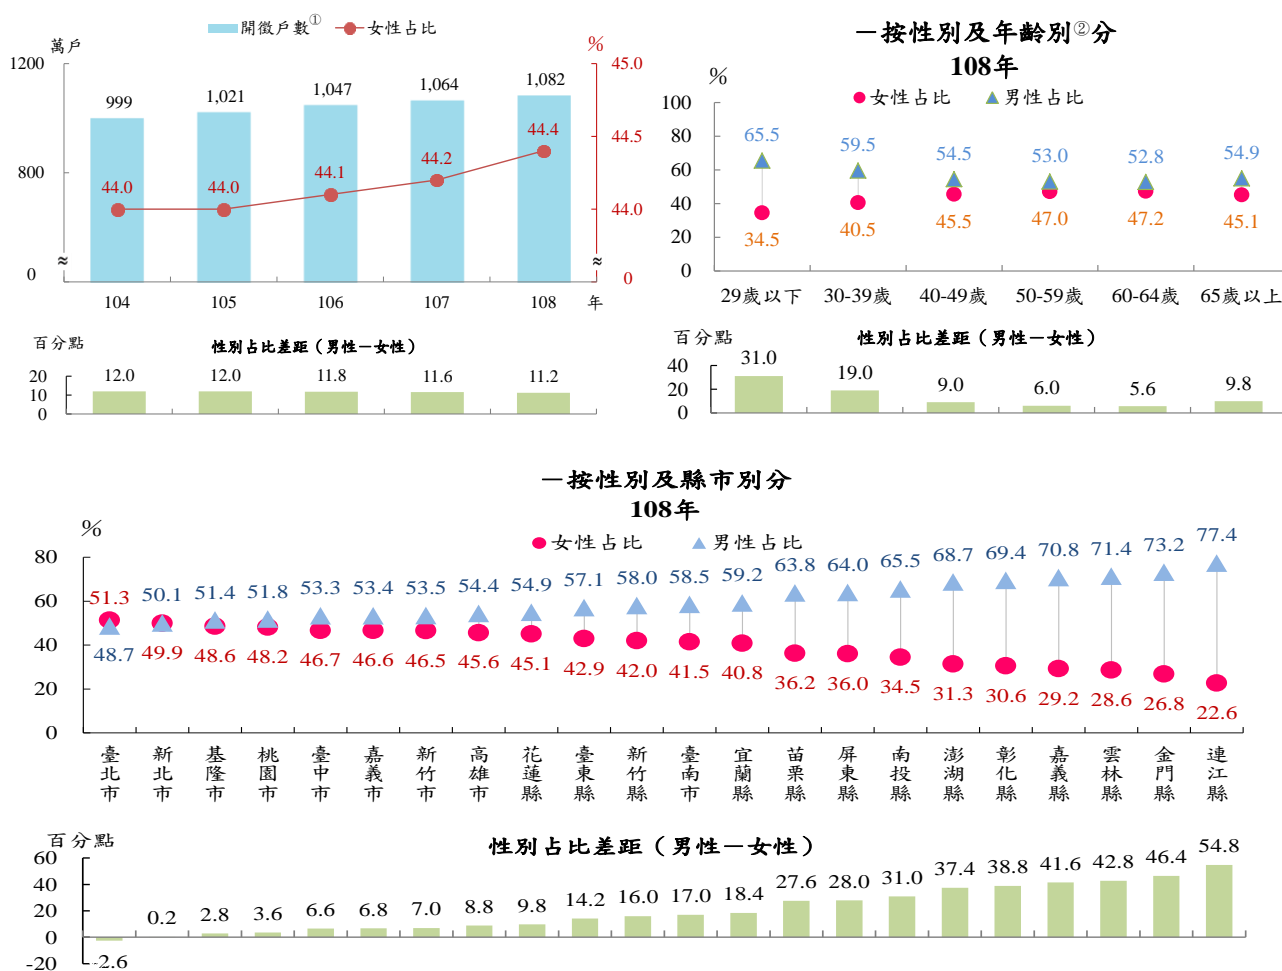 開徵戶數① 女性占比
萬戶 %
1200 45.0
999 1,021 1,047 1,064 1,082
44.5
800
44.0 44.0 44.1 44.2 44.4
44.0
≈ ≈
0 0
104 105 106 107 108 年
百分點 性別占比差距（男性－女性）
20
10
0
12.0 12.0 11.8 11.6 11.2
－按性別及年齡別②分
108年
%
女性占比 男性占比
100
80
60
40
20
0
65.5 59.5 54.5 53.0 52.8 54.9
34.5 40.5 45.5 47.0 47.2 45.1
29歲以下 30-39歲 40-49歲 50-59歲 60-64歲 65歲以上
百分點 性別占比差距（男性－女性）
40
20
0
31.0 19.0 9.0 6.0 5.6 9.8
－按性別及縣市別分
108年
%
女性占比 男性占比
80
60
40
20
0
51.3 50.1 51.4 51.8 53.3 53.4 53.5 54.4 54.9 57.1 58.0 58.5 59.2 63.8 64.0 65.5 68.7 69.4 70.8 71.4 73.2 77.4
48.7 49.9 48.6 48.2 46.7 46.6 46.5 45.6 45.1 42.9 42.0 41.5 40.8 36.2 36.0 34.5 31.3 30.6 29.2 28.6 26.8 22.6
臺北市 新北市 基隆市 桃園市 臺中市 嘉義市 新竹市 高雄市 花蓮縣 臺東縣 新竹縣 臺南市 宜蘭縣 苗栗縣 屏東縣 南投縣 澎湖縣 彰化縣 嘉義縣 雲林縣 金門縣 連江縣
百分點 性別占比差距（男性－女性）
60
40
20
0
-20
-2.6 0.2 2.8 3.6 6.6 6.8 7.0 8.8 9.8 14.2 16.0 17.0 18.4 27.6 28.0 31.0 37.4 38.8 41.6 42.8 46.4 54.8